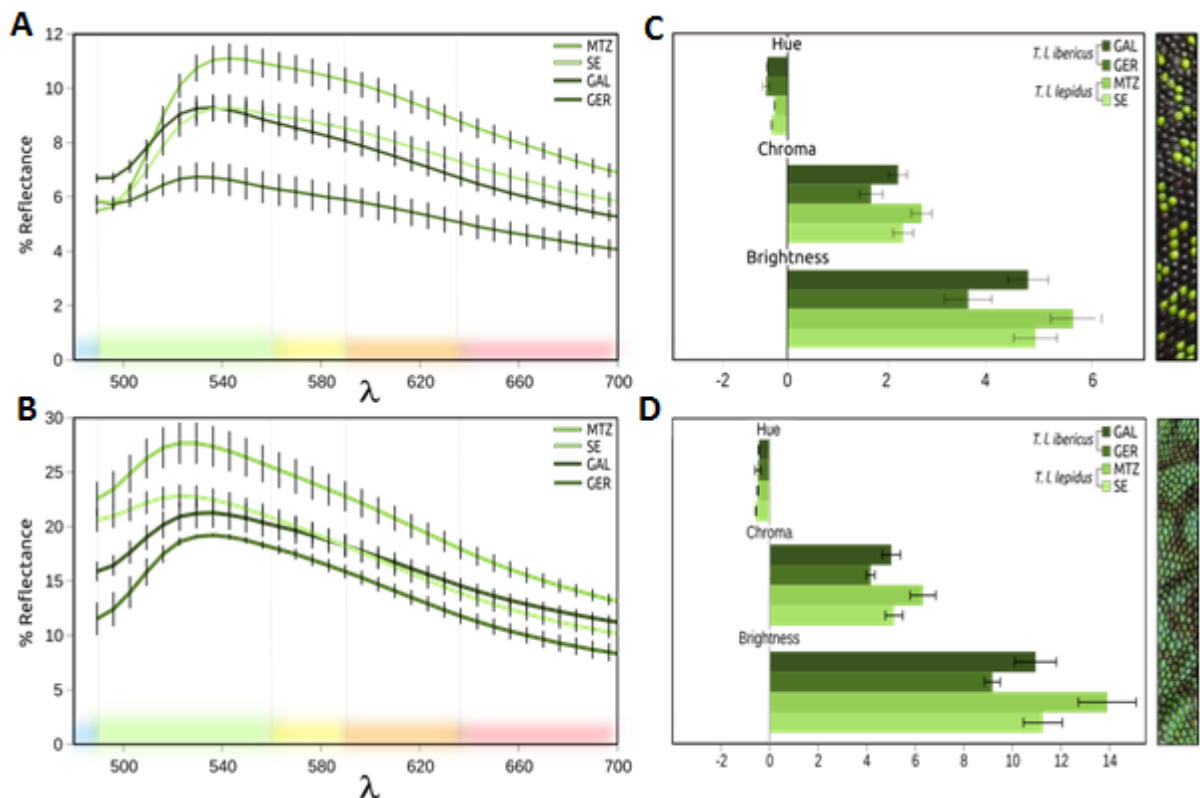 A
% Reflectance
12
10
8
6
4
2
0
MTZ
SE
GAL
GER
500
540
580
620
660
700
λ
C
Hue
Chroma
Brightness
T. l. ibericus
GAL
GER
T. l. lepidus
MTZ
SE
-2
0
2
4
6
B
% Reflectance
30
25
20
15
10
5
0
MTZ
SE
GAL
GER
500
540
580
620
660
700
λ
D
Hue
Chroma
Brightness
T. l. ibericus
GAL
GER
T. l. lepidus
MTZ
SE
-2
0
2
4
6
8
10
12
14